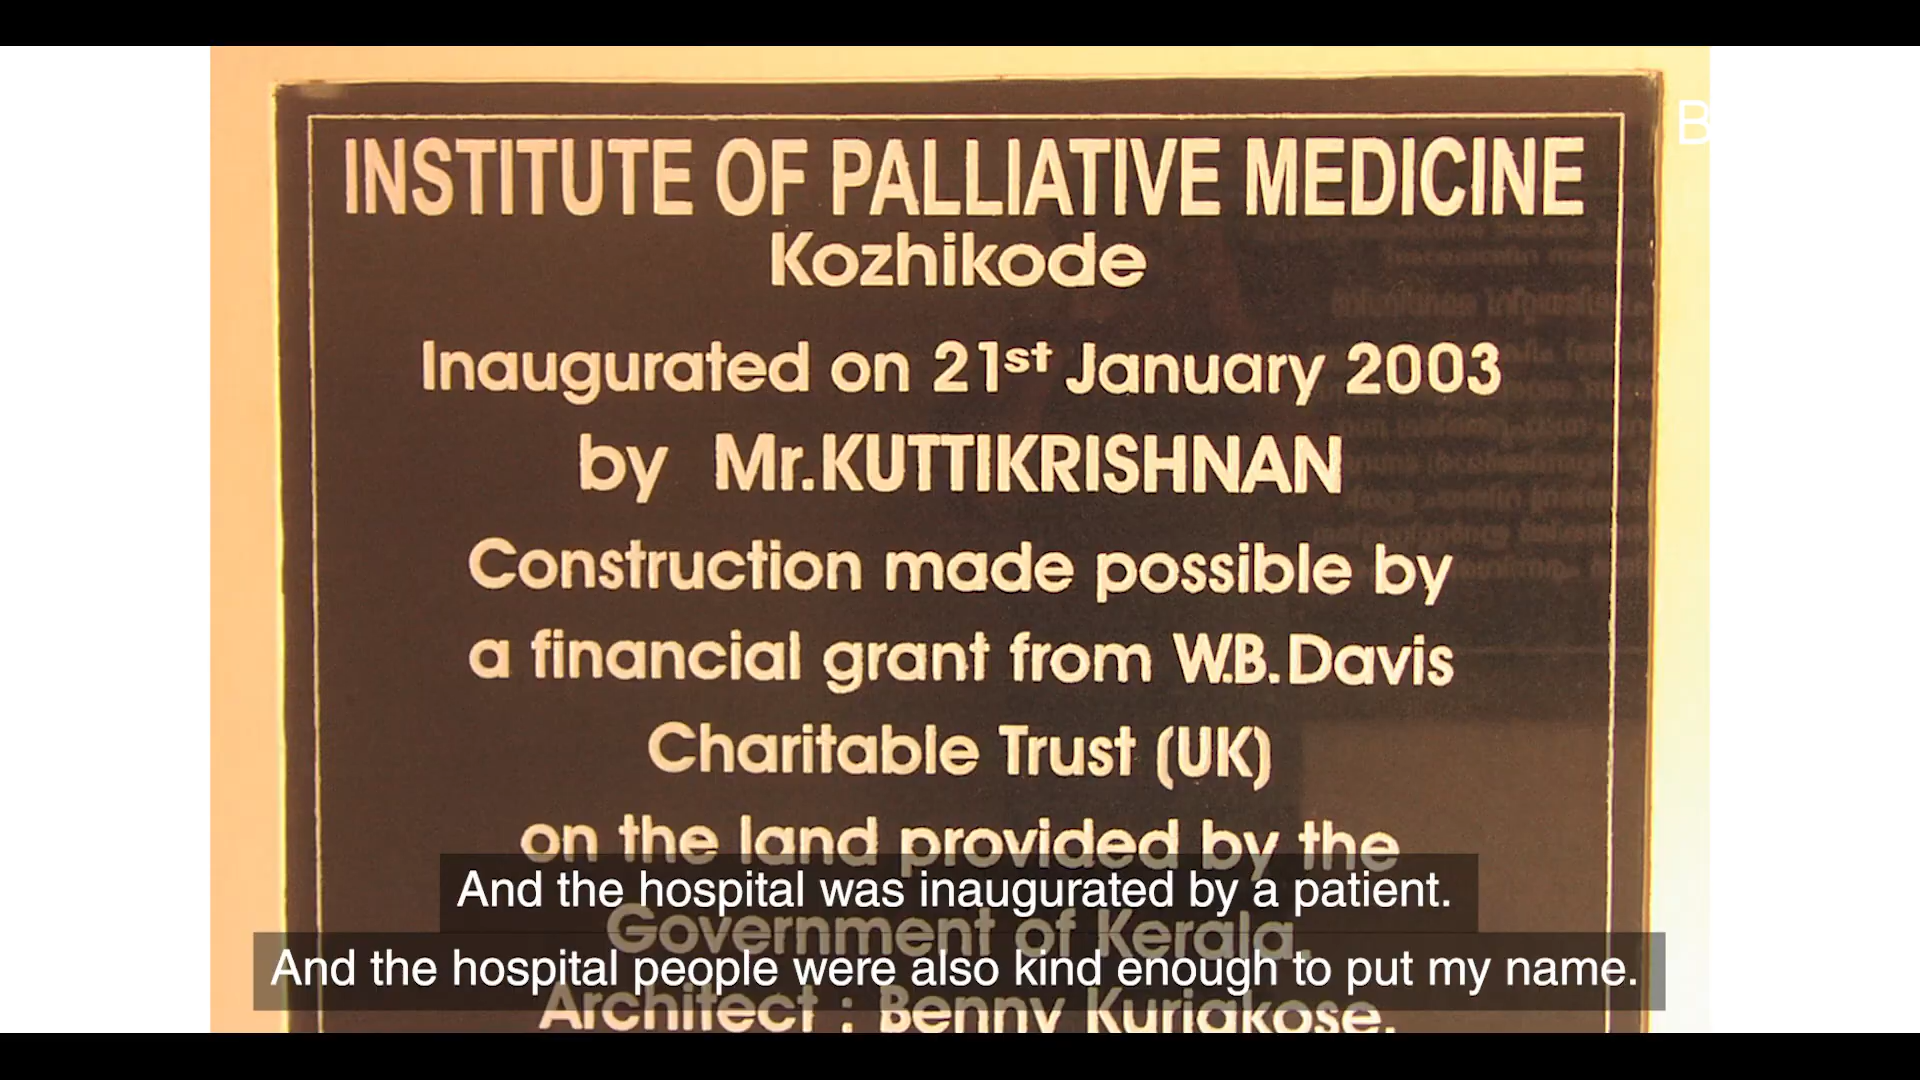 B
INSTITUTE OF PALLIATIVE MEDICINE
Kozhikode
Inaugurated on 21st January 2003
by Mr.KUTTIKRISHNAN
Construction made possible by
a financial grant from W.B.Davis
Charitable Trust (UK)
on the land provided by the
And the hospital was inaugurated by a patient.
Government of Kerala.
And the hospital people were also kind enough to put my name.
Architect : Benny Kuriakose.